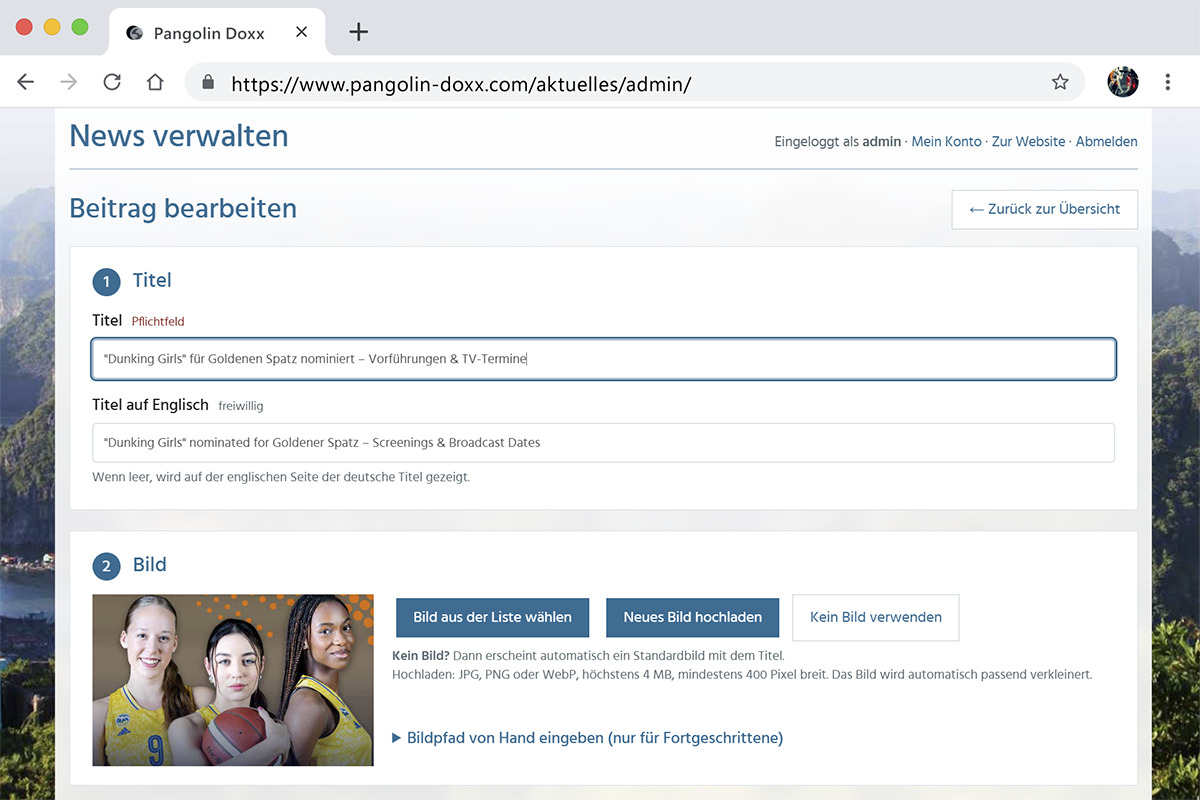 Pangolin Doxx
https://www.pangolin-doxx.com/aktuelles/admin/
News verwalten
Eingeloggt als admin · Mein Konto · Zur Website · Abmelden
Beitrag bearbeiten
← Zurück zur Übersicht
1 Titel
Titel Pflichtfeld
"Dunking Girls" für Goldenen Spatz nominiert – Vorführungen & TV-Termine
Titel auf Englisch freiwillig
"Dunking Girls" nominated for Goldener Spatz – Screenings & Broadcast Dates
Wenn leer, wird auf der englischen Seite der deutsche Titel gezeigt.
2 Bild
Bild aus der Liste wählen
Neues Bild hochladen
Kein Bild verwenden
Kein Bild? Dann erscheint automatisch ein Standardbild mit dem Titel.
Hochladen: JPG, PNG oder WebP, höchstens 4 MB, mindestens 400 Pixel breit. Das Bild wird automatisch passend verkleinert.
▶ Bildpfad von Hand eingeben (nur für Fortgeschrittene)
9